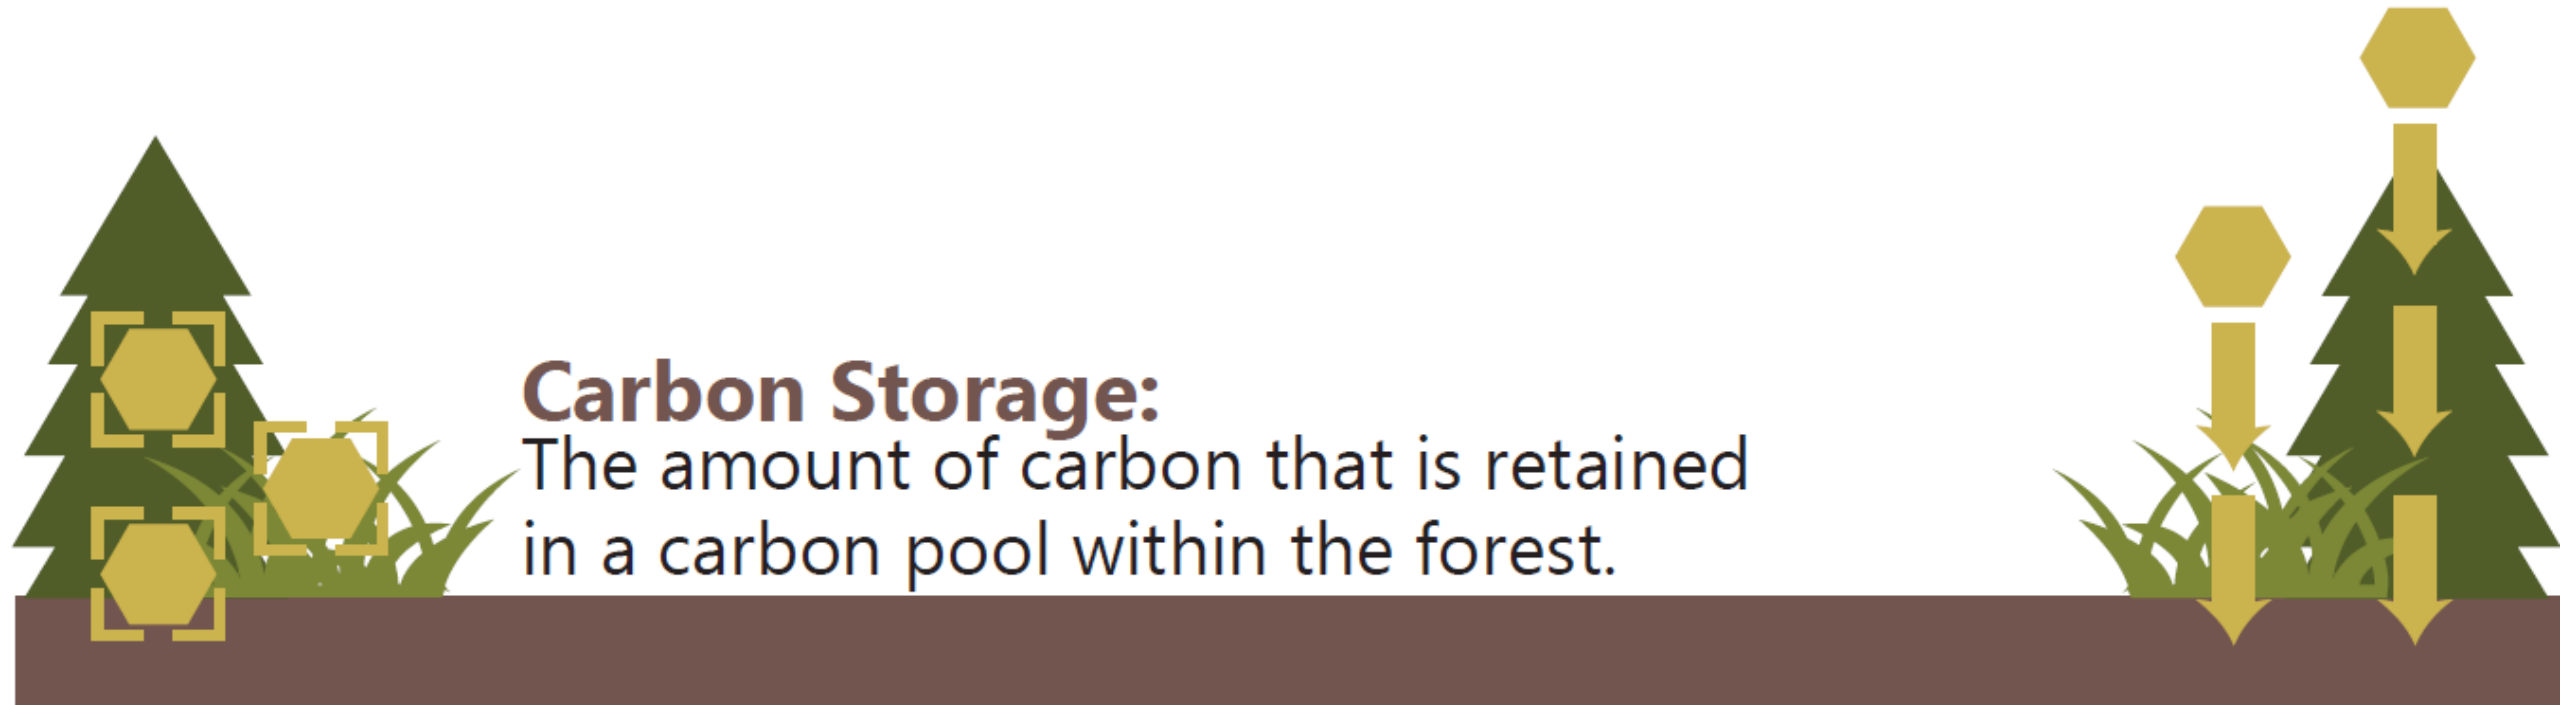 Carbon Storage:
The amount of carbon that is retained
in a carbon pool within the forest.